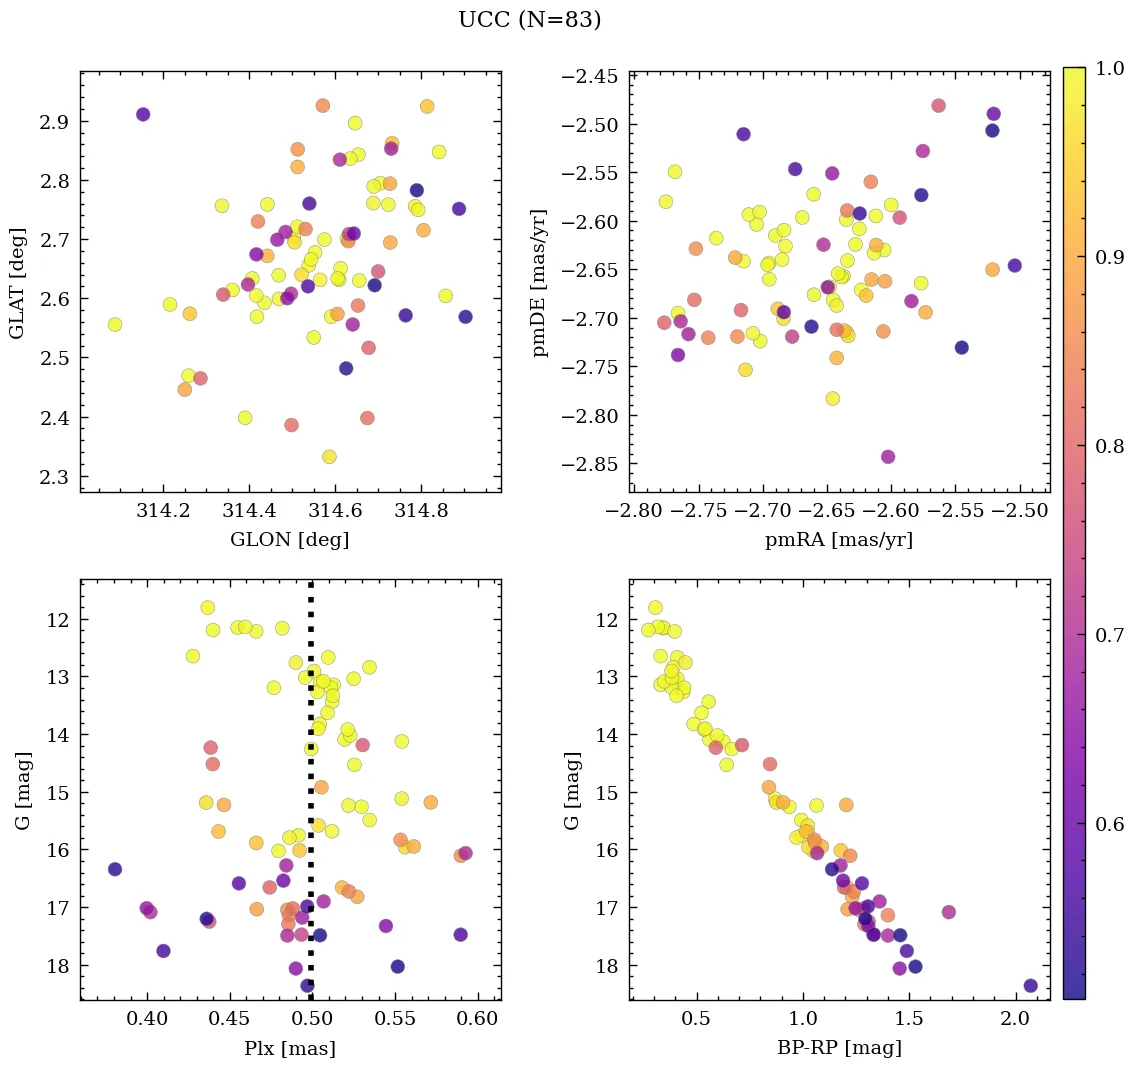 UCC (N=83)
2.9
2.8
2.7
2.6
2.5
2.4
2.3
GLAT [deg]
314.2 314.4 314.6 314.8
GLON [deg]
−2.45
−2.50
−2.55
−2.60
−2.65
−2.70
−2.75
−2.80
−2.85
pmDE [mas/yr]
−2.80 −2.75 −2.70 −2.65 −2.60 −2.55 −2.50
pmRA [mas/yr]
1.0
0.9
0.8
0.7
0.6
12
13
14
15
16
17
18
G [mag]
0.40 0.45 0.50 0.55 0.60
Plx [mas]
12
13
14
15
16
17
18
G [mag]
0.5 1.0 1.5 2.0
BP-RP [mag]